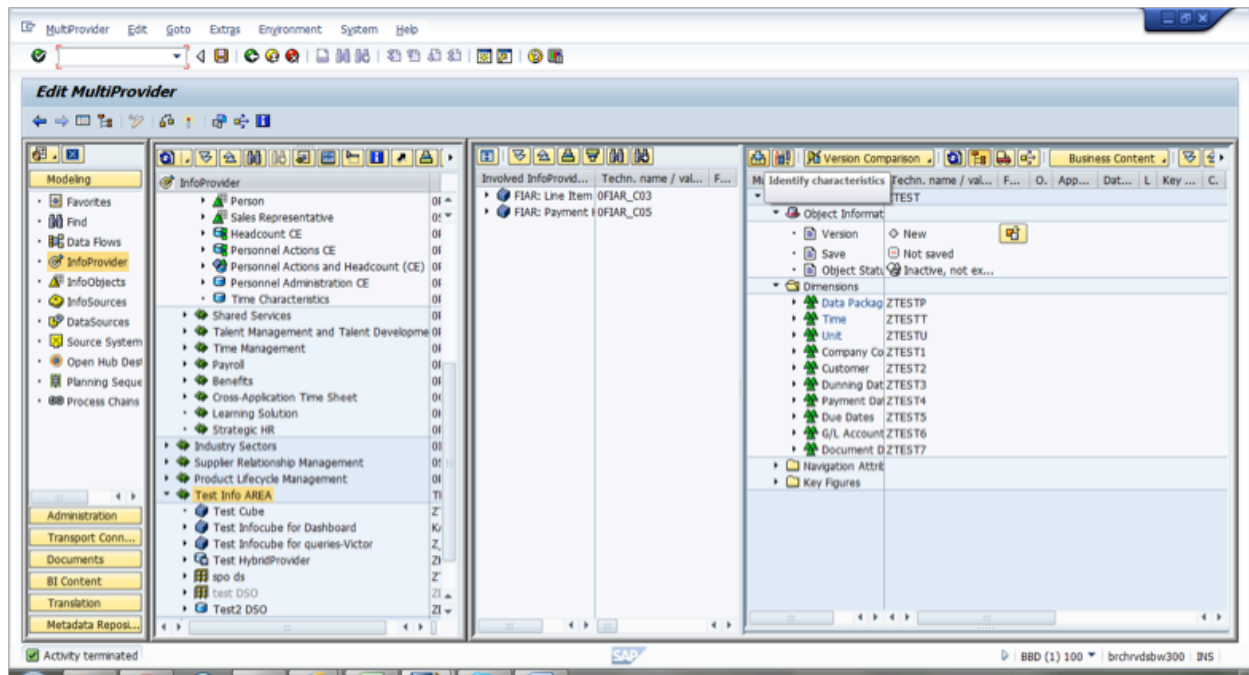 MultiProvider Edit Goto Extras Environment System Help
Edit MultiProvider
Modeling
Favorites
Find
Data Flows
InfoProvider
InfoObjects
InfoSources
DataSources
Source System
Open Hub Dest
Planning Seque
Process Chains
Administration
Transport Conn...
Documents
BI Content
Translation
Metadata Reposi...
InfoProvider
Person
Sales Representative
Headcount CE
Personnel Actions CE
Personnel Actions and Headcount (CE)
Personnel Administration CE
Time Characteristics
Shared Services
Talent Management and Talent Developme
Time Management
Payroll
Benefits
Cross-Application Time Sheet
Learning Solution
Strategic HR
Industry Sectors
Supplier Relationship Management
Product Lifecycle Management
Test Info AREA
Test Cube
Test Infocube for Dashboard
Test Infocube for queries-Victor
Test HybridProvider
spo ds
test DSO
Test2 DSO
Involved InfoProvid... Techn. name / val... F...
FIAR: Line Item 0FIAR_C03
FIAR: Payment 0FIAR_C05
Version Comparison Business Content
Identify characteristics Techn. name / val... F... O. App... Dat... L Key ... C.
ZTEST
Object Informat
Version New
Save Not saved
Object Statu Inactive, not ex...
Dimensions
Data Packag ZTESTP
Time ZTESTT
Unit ZTESTU
Company Co ZTEST1
Customer ZTEST2
Dunning Dat ZTEST3
Payment Dat ZTEST4
Due Dates ZTEST5
G/L Account ZTEST6
Document D ZTEST7
Navigation Attrib
Key Figures
Activity terminated SAP BBD (1) 100 brchrvdsbw300 INS